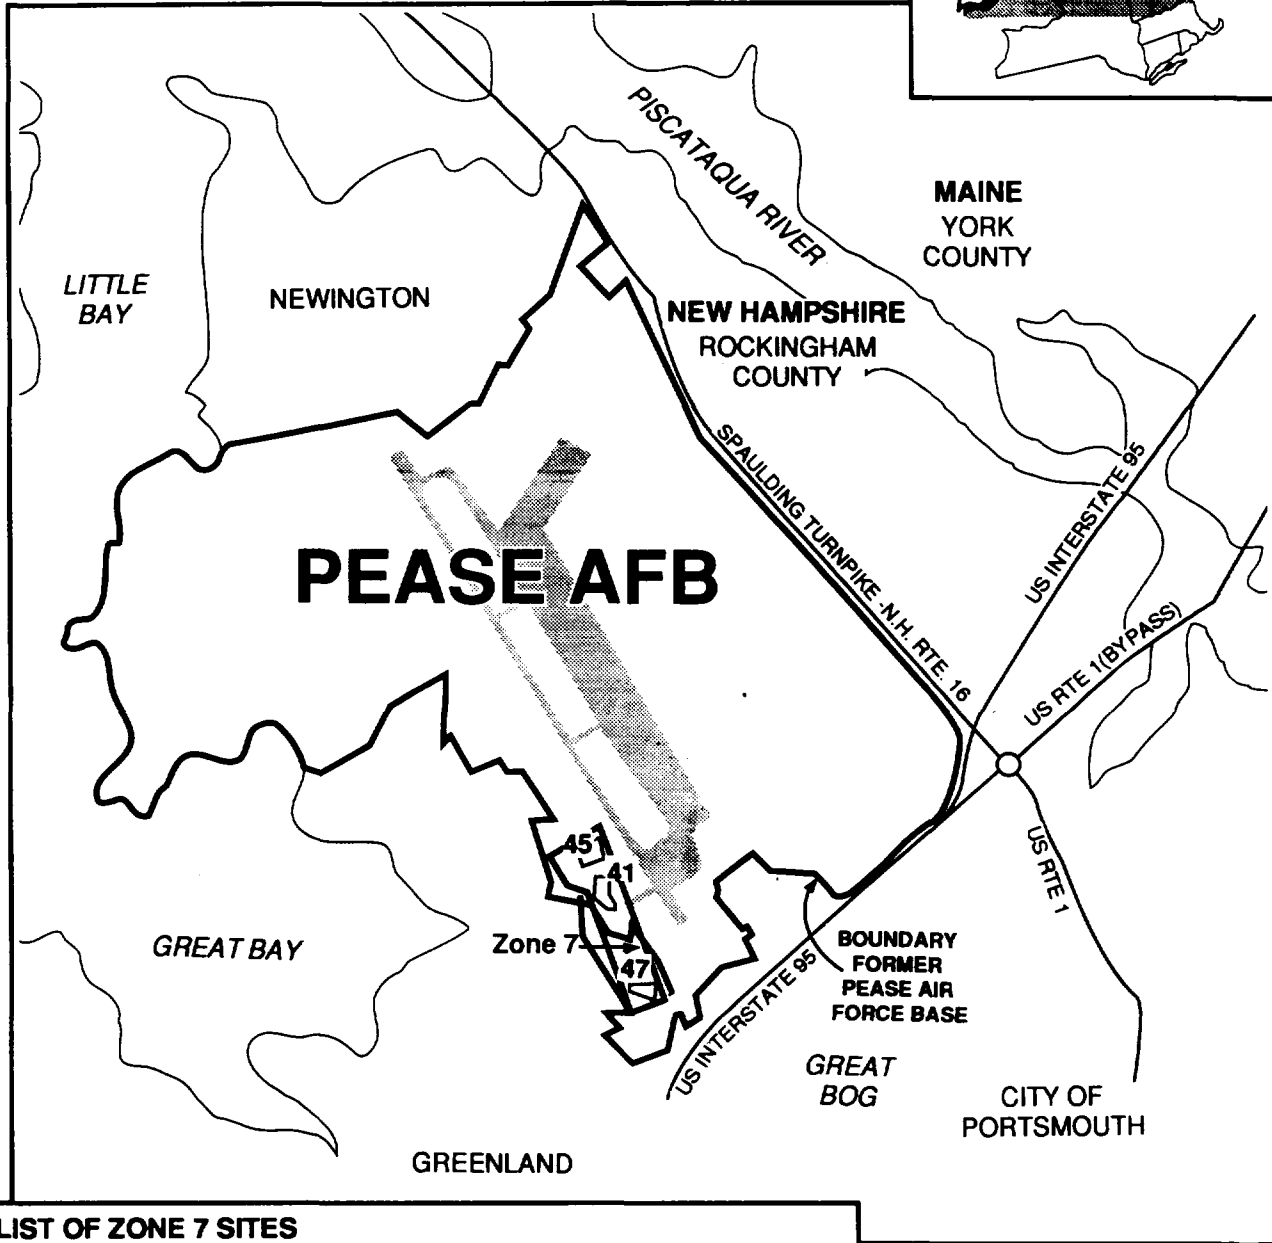 PISCATAQUA RIVER
MAINE
YORK
COUNTY
LITTLE
BAY
NEWINGTON
NEW HAMPSHIRE
ROCKINGHAM
COUNTY
SPAULDING TURNPIKE -N.H. RTE. 16
US INTERSTATE 95
PEASE AFB
US RTE 1(BYPASS)
451
41
US RTE 1
Zone 7
47
GREAT BAY
BOUNDARY
FORMER
PEASE AIR
FORCE BASE
US INTERSTATE 95
GREAT
BOG
CITY OF
PORTSMOUTH
GREENLAND
LIST OF ZONE 7 SITES